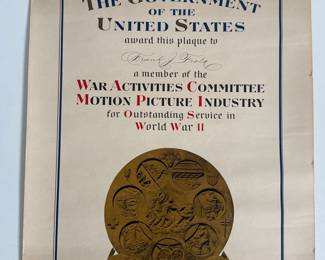 THE GOVERNMENT OF
THE UNITED STATES
award this plaque to
Frank J.
a member of the
WAR ACTIVITIES COMMITTEE
MOTION PICTURE INDUSTRY
for Outstanding Service in
World War II